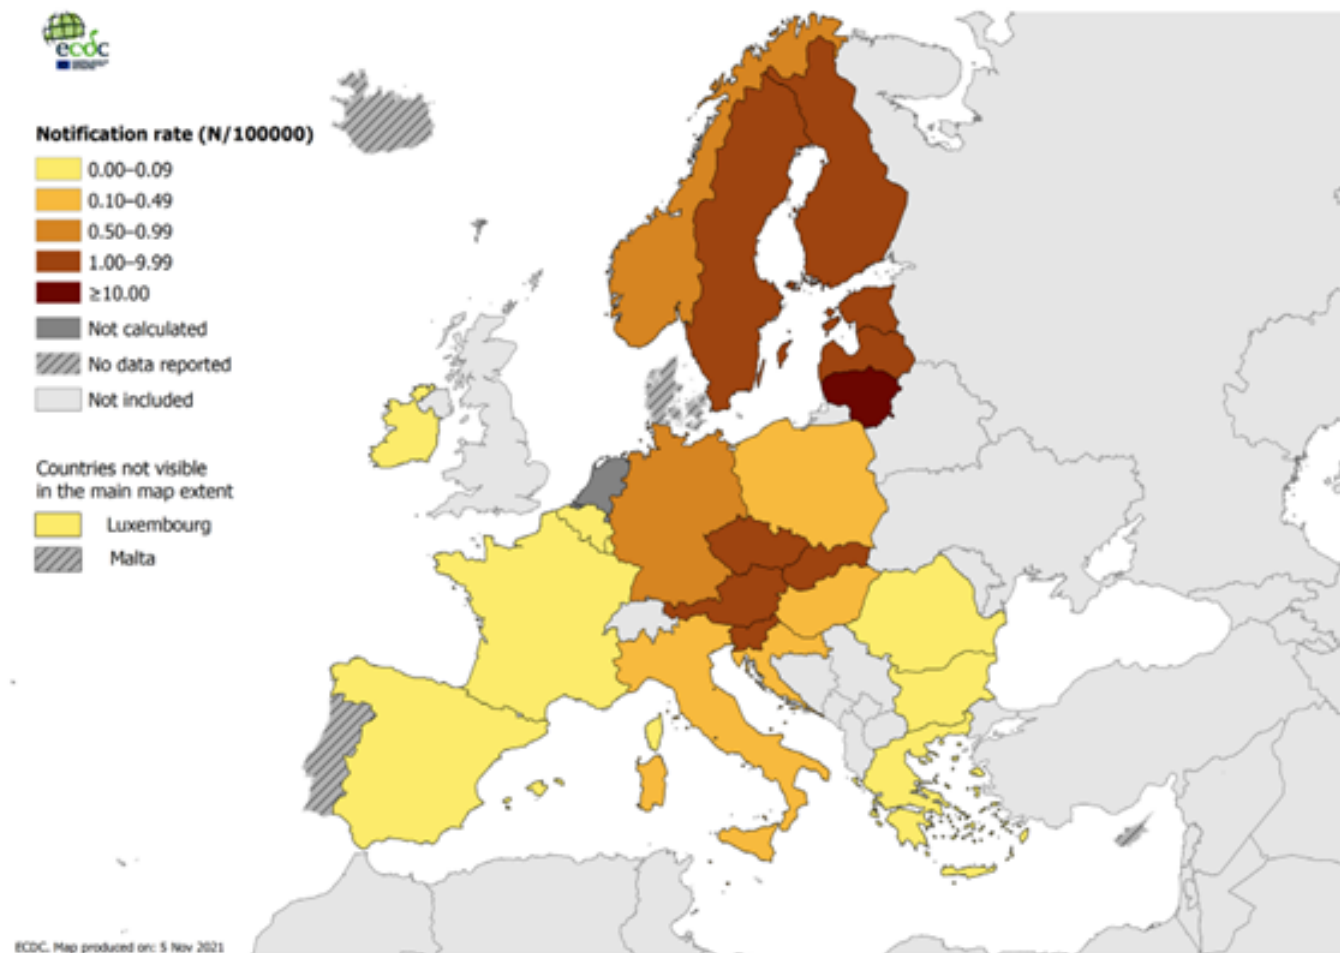 ecdc
Notification rate (N/100000)
0.00–0.09
0.10–0.49
0.50–0.99
1.00–9.99
≥10.00
Not calculated
No data reported
Not included
Countries not visible
in the main map extent
Luxembourg
Malta
ECDC. Map produced on: 5 Nov 2021